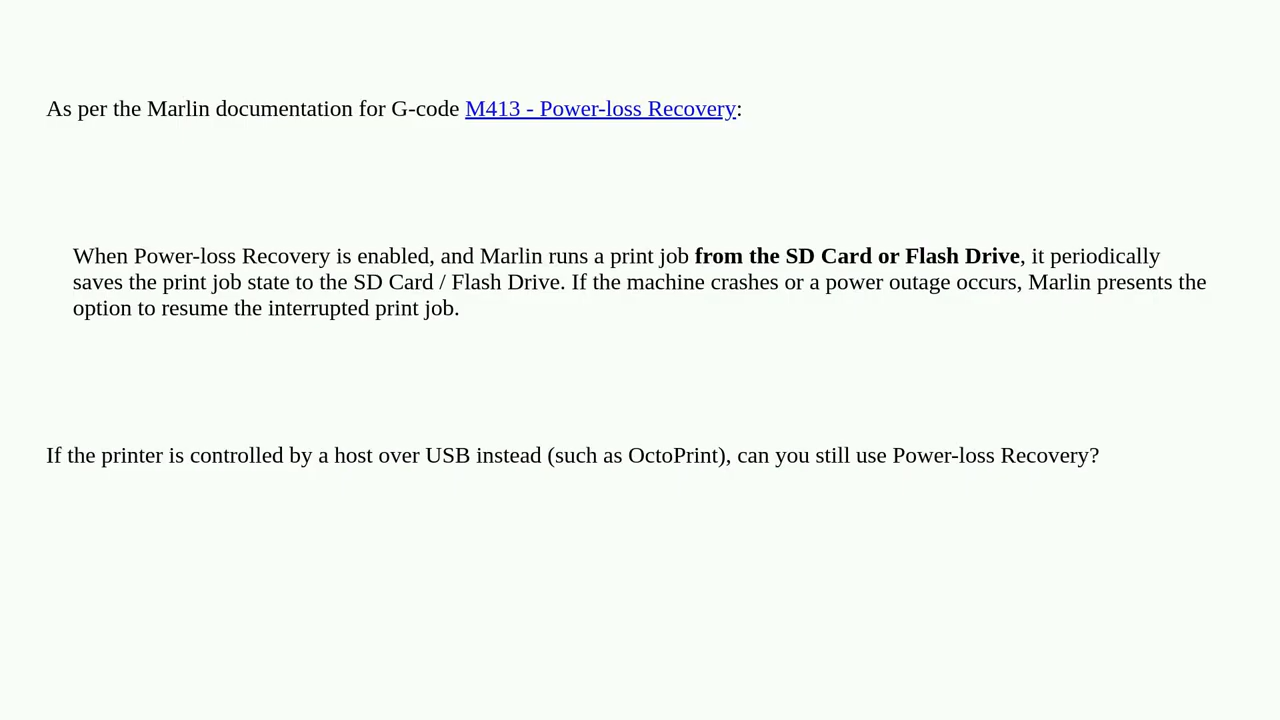 As per the Marlin documentation for G-code M413 - Power-loss Recovery:
When Power-loss Recovery is enabled, and Marlin runs a print job from the SD Card or Flash Drive, it periodically
saves the print job state to the SD Card / Flash Drive. If the machine crashes or a power outage occurs, Marlin presents the
option to resume the interrupted print job.
If the printer is controlled by a host over USB instead (such as OctoPrint), can you still use Power-loss Recovery?